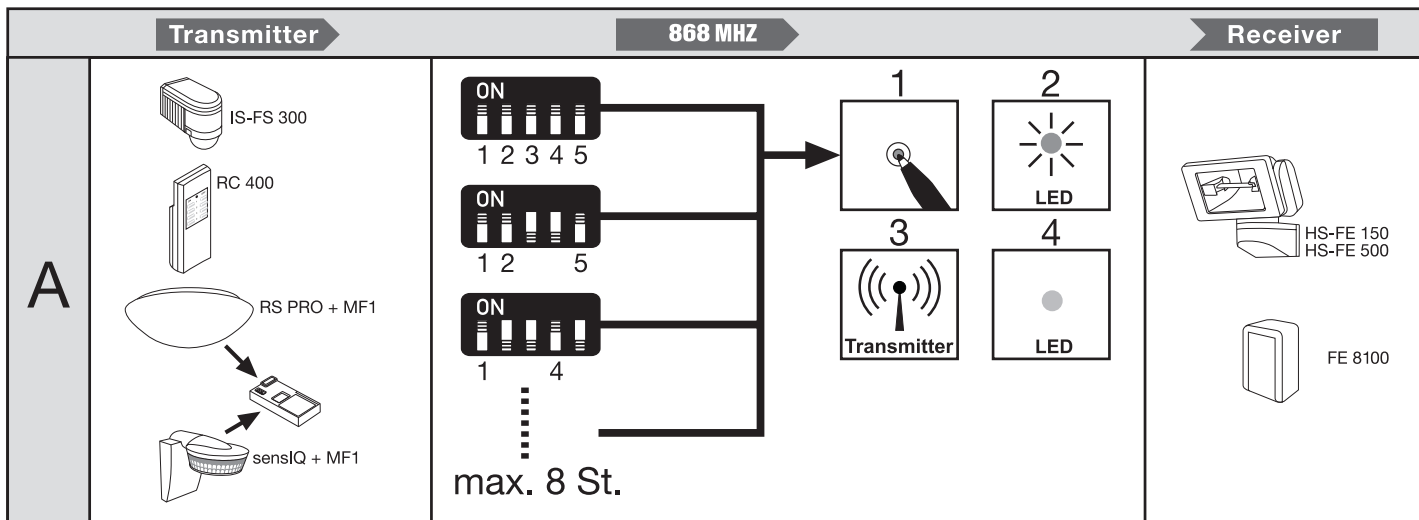 Transmitter
868 MHZ
Receiver
A
IS-FS 300
RC 400
RS PRO + MF1
sensIQ + MF1
ON
1 2 3 4 5
ON
1 2 5
ON
1 4
max. 8 St.
1
2
LED
3
Transmitter
4
LED
HS-FE 150
HS-FE 500
FE 8100